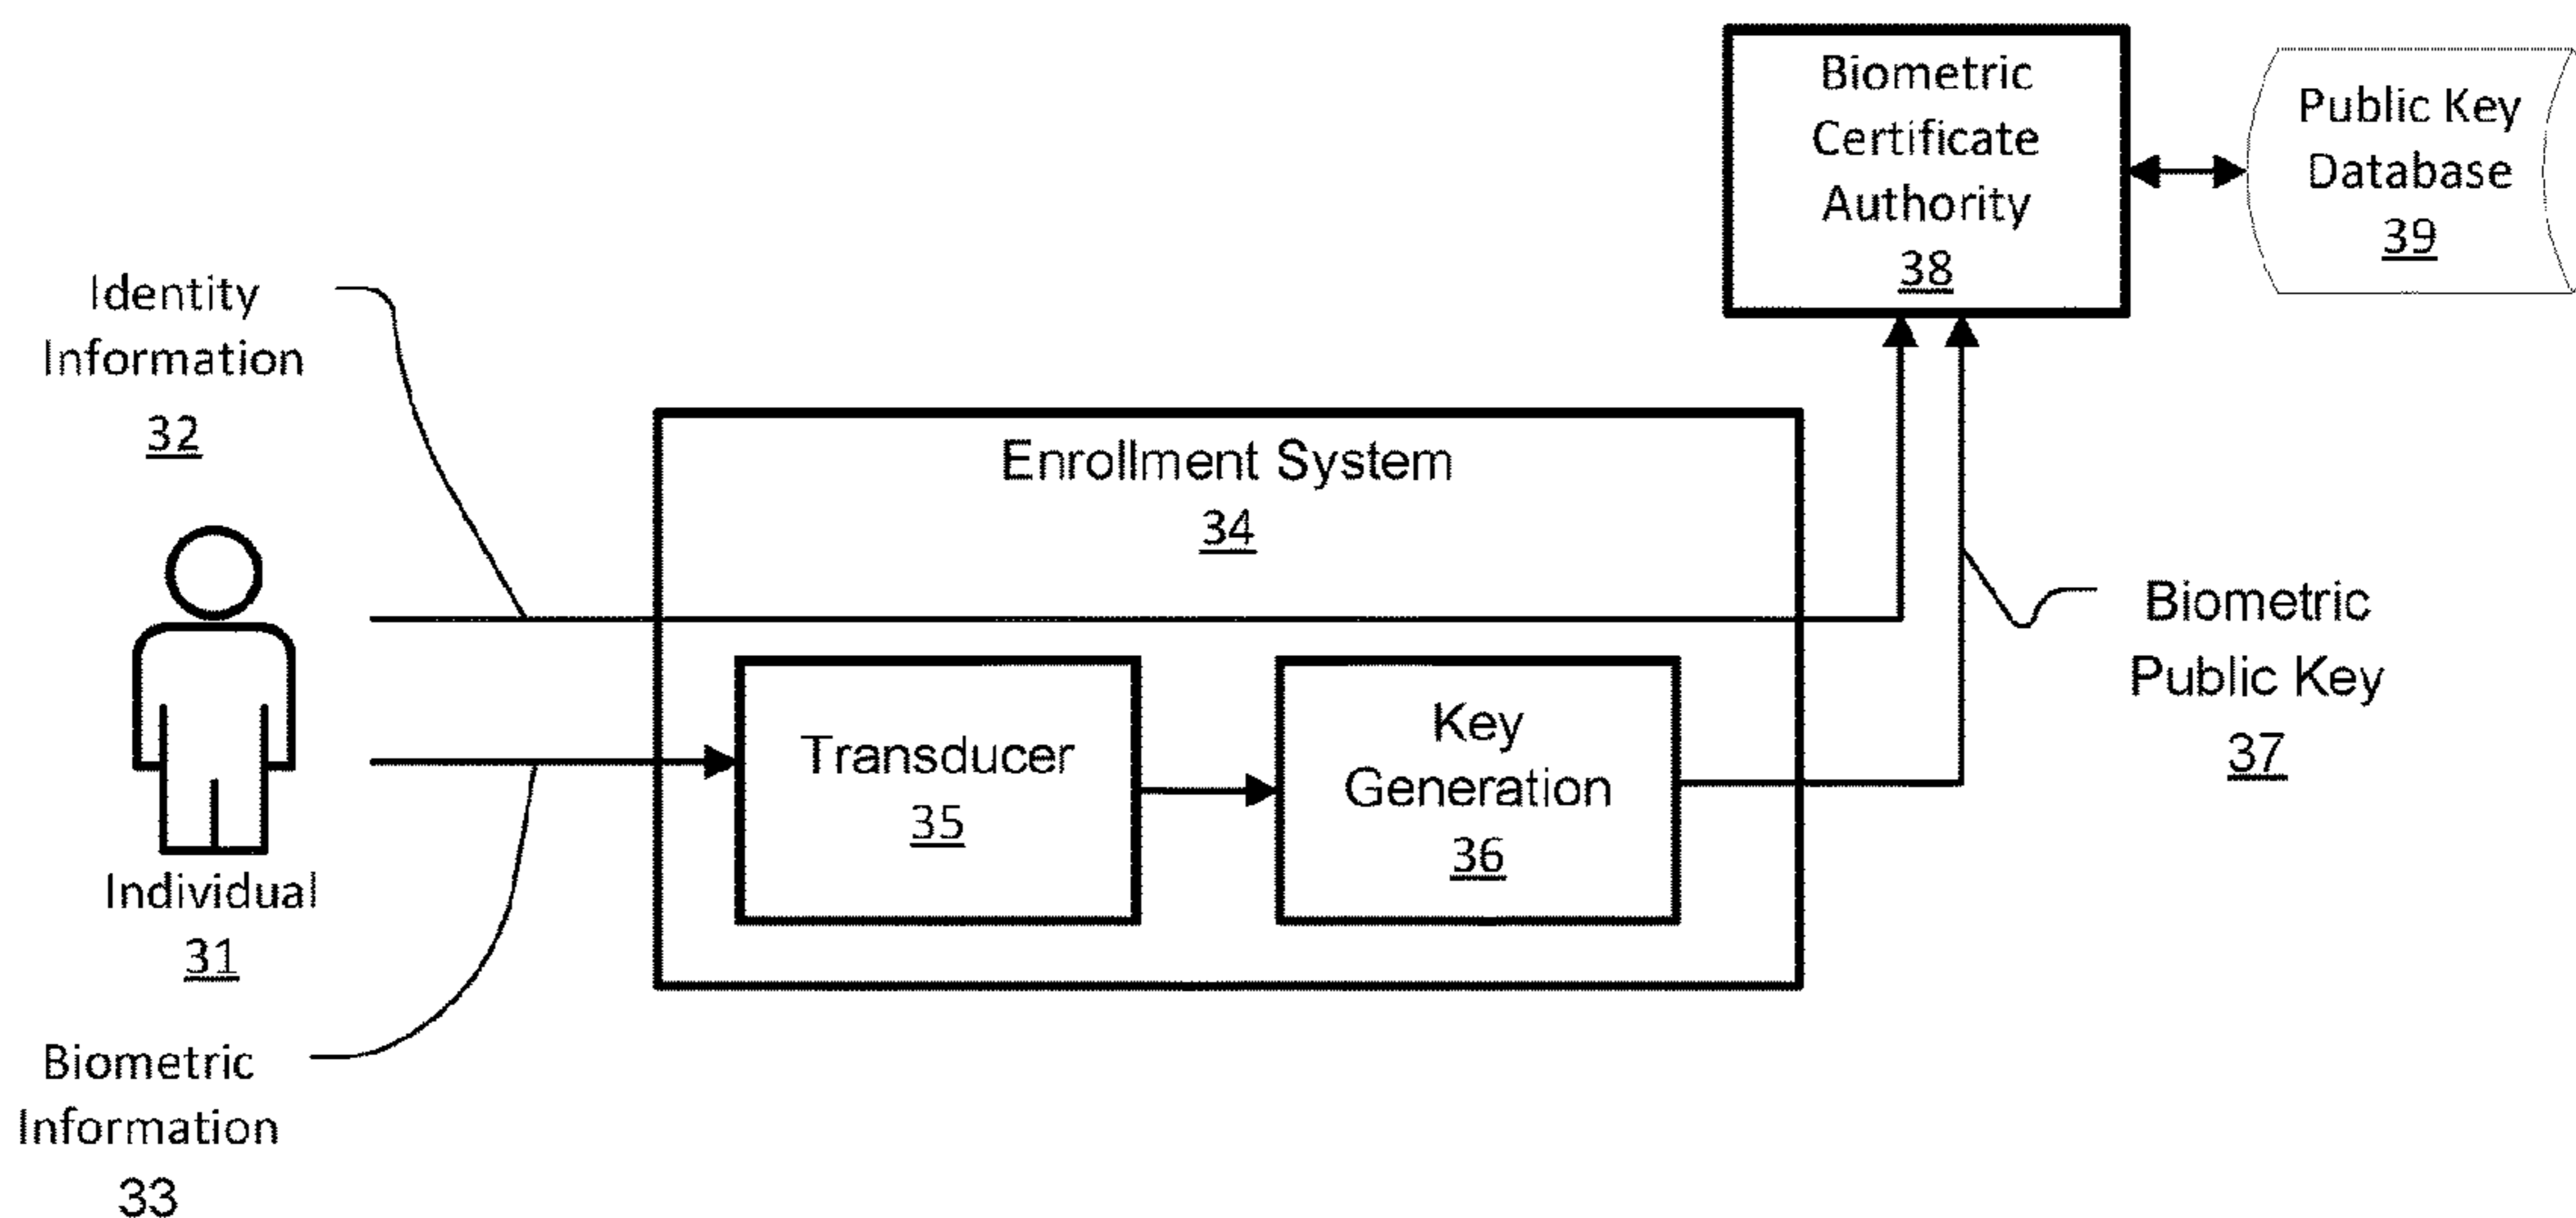 Biometric
Certificate
Authority
38
Public Key
Database
39
Identity
Information
32
Enrollment System
34
Biometric
Public Key
37
Transducer
35
Key
Generation
36
Individual
31
Biometric
Information
33